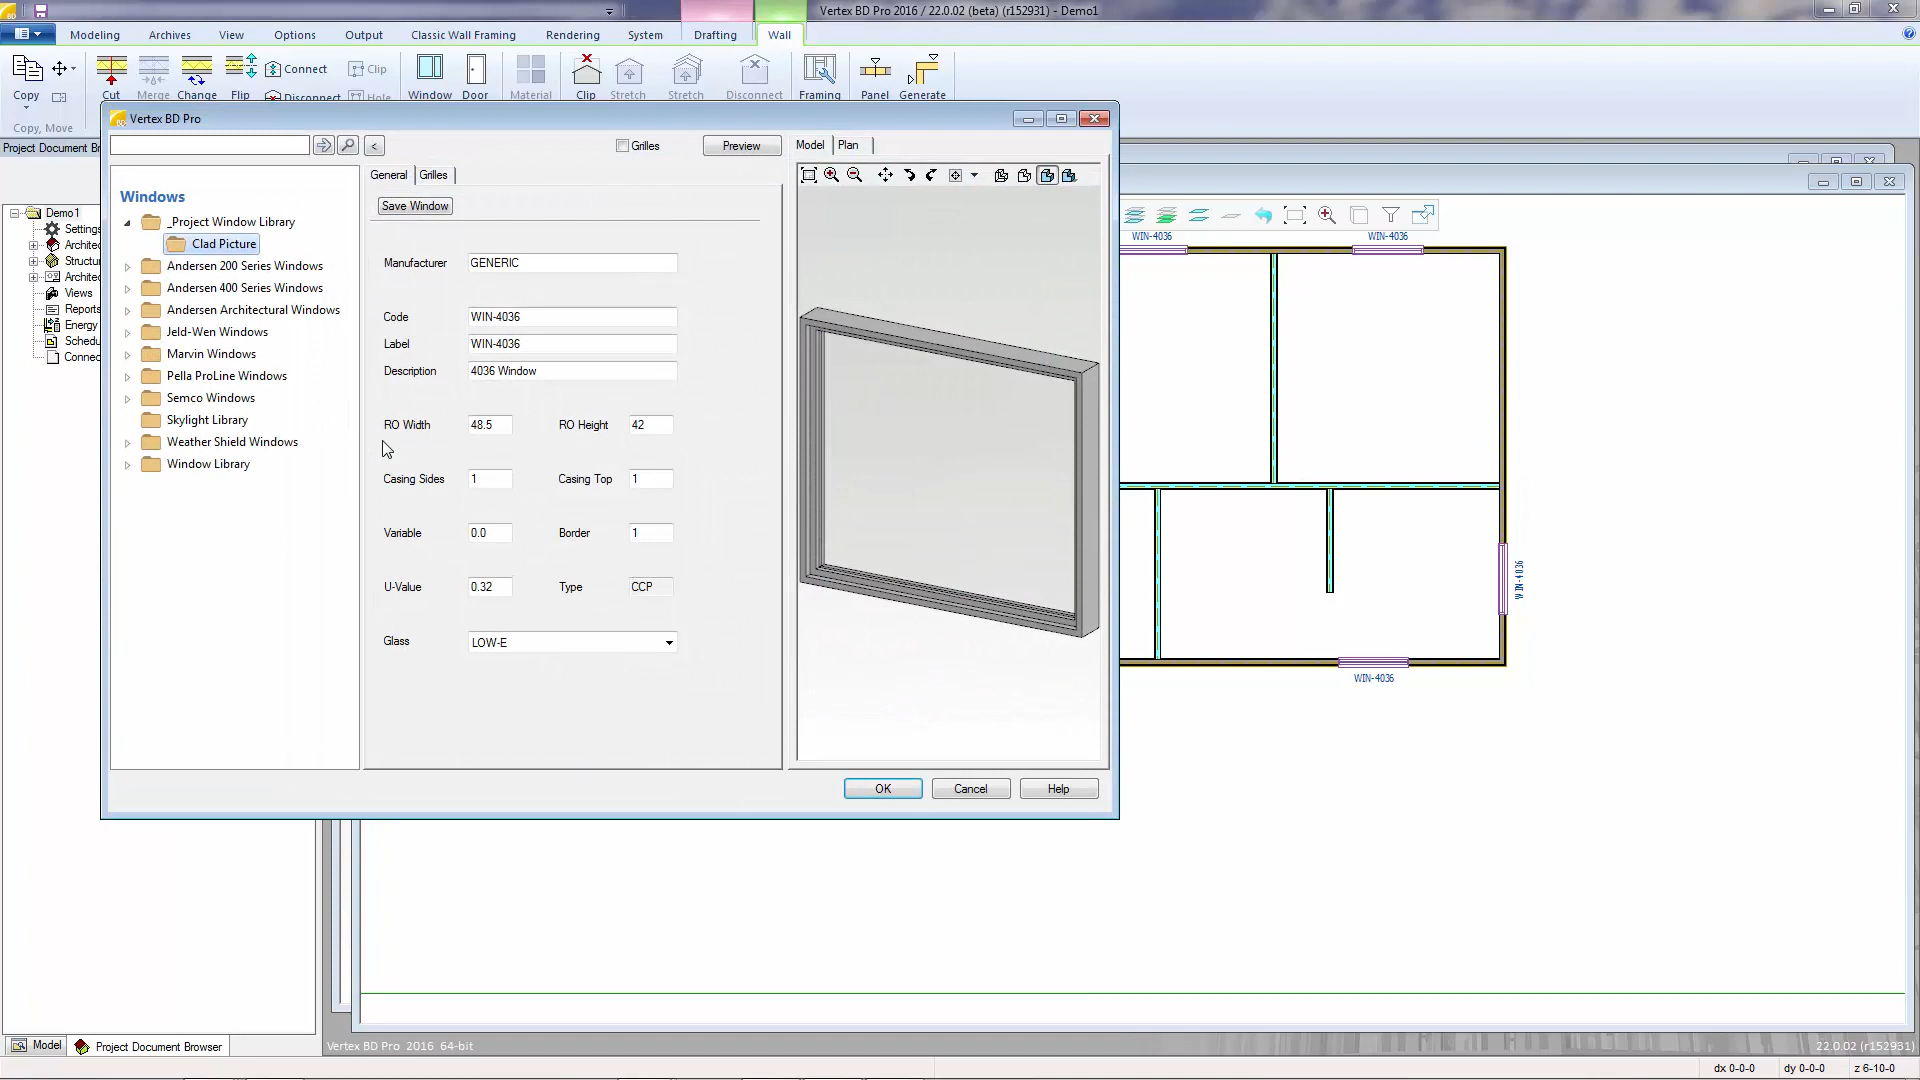 Vertex BD Pro 2016 / 22.0.02 (beta) (r152931) - Demo1
Modeling Archives View Options Output Classic Wall Framing Rendering System Drafting Wall
Connect Clip
Copy Cut Merge Change Flip Disconnect Hole Window Door Material Clip Stretch Stretch Disconnect Framing Panel Generate
Copy, Move
Project Document Br
Demo1
Settings
Archited
Structur
Archited
Views
Reports
Energy
Schedu
Connec
Vertex BD Pro
< Grilles Preview
Windows
_Project Window Library
Clad Picture
Andersen 200 Series Windows
Andersen 400 Series Windows
Andersen Architectural Windows
Jeld-Wen Windows
Marvin Windows
Pella ProLine Windows
Semco Windows
Skylight Library
Weather Shield Windows
Window Library
General Grilles
Save Window
Manufacturer GENERIC
Code WIN-4036
Label WIN-4036
Description 4036 Window
RO Width 48.5 RO Height 42
Casing Sides 1 Casing Top 1
Variable 0.0 Border 1
U-Value 0.32 Type CCP
Glass LOW-E
Model Plan
OK Cancel Help
WIN-4036 WIN-4036
WIN-4036
WIN-4036
Model Project Document Browser
Vertex BD Pro 2016 64-bit
22.0.02 (r152931)
dx 0-0-0 dy 0-0-0 z 6-10-0